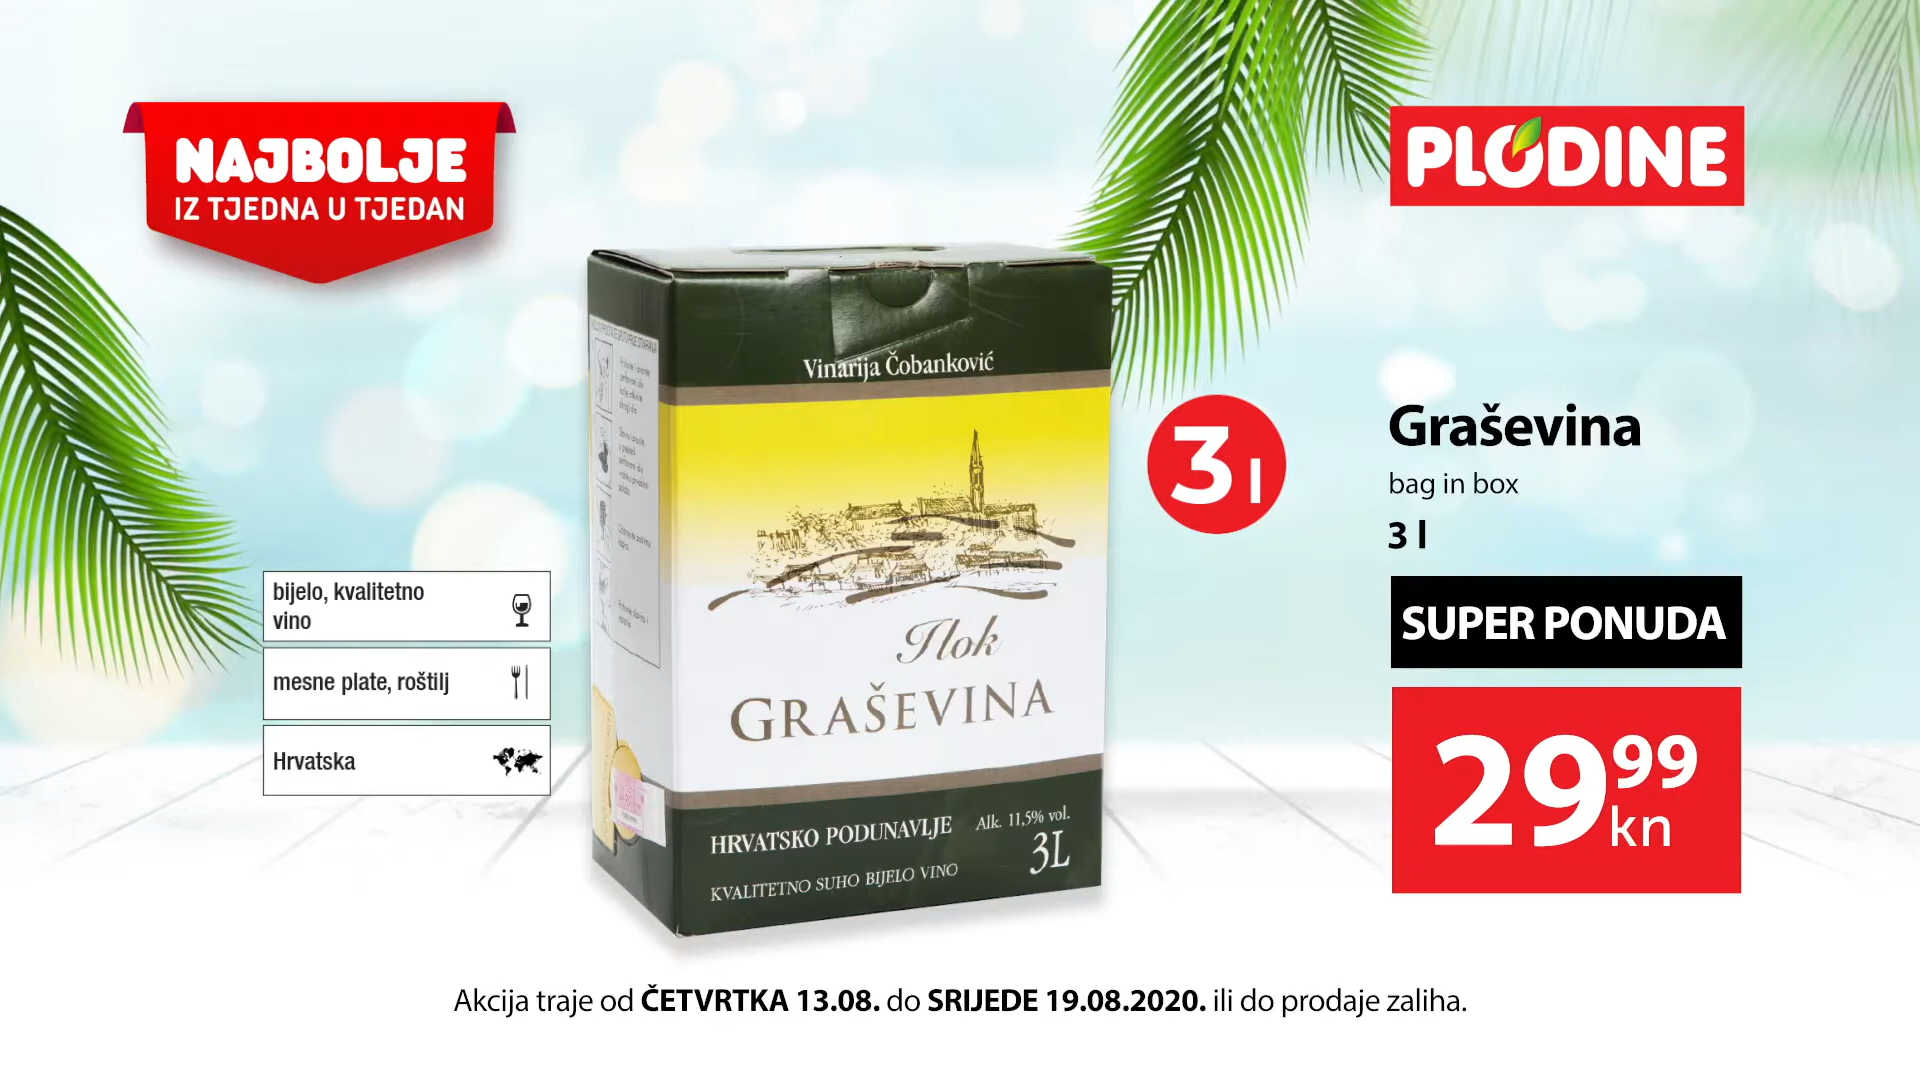 NAJBOLJE
IZ TJEDNA U TJEDAN
PLODINE
Vinarija Čobanković
Ilok
GRAŠEVINA
HRVATSKO PODUNAVLJE
Alk. 11,5% vol.
3L
KVALITETNO SUHO BIJELO VINO
bijelo, kvalitetno
vino
mesne plate, roštilj
Hrvatska
3 l
Graševina
bag in box
3 l
SUPER PONUDA
29 99
kn
Akcija traje od ČETVRTKA 13.08. do SRIJEDE 19.08.2020. ili do prodaje zaliha.